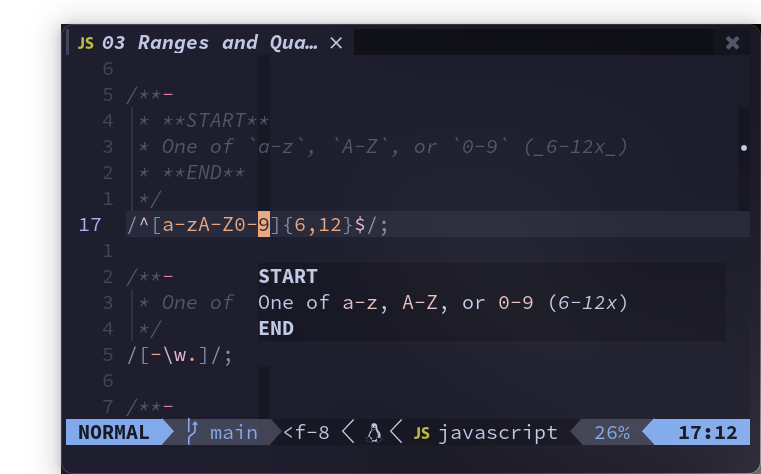 JS 03 Ranges and Qua… ×
6
5 /**-
4 * **START**
3 * One of `a-z`, `A-Z`, or `0-9` (_6-12x_)
2 * **END**
1 */
17 /^[a-zA-Z0-9]{6,12}$/;
1
2 /**- START
3 * One of One of a-z, A-Z, or 0-9 (6-12x)
4 */ END
5 /[-\w.]/;
6
7 /**-
NORMAL main <f-8 JS javascript 26% 17:12